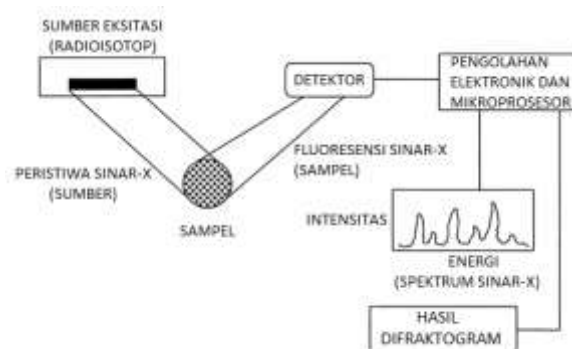 SUMBER EKSITASI
(RADIOISOTOP)
DETEKTOR
PENGOLAHAN
ELEKTRONIK DAN
MIKROPROSESOR
PERISTIWA SINAR-X
(SUMBER)
FLUORESENSI SINAR-X
(SAMPEL)
SAMPEL
INTENSITAS
ENERGI
(SPEKTRUM SINAR-X)
HASIL
DIFRAKTOGRAM